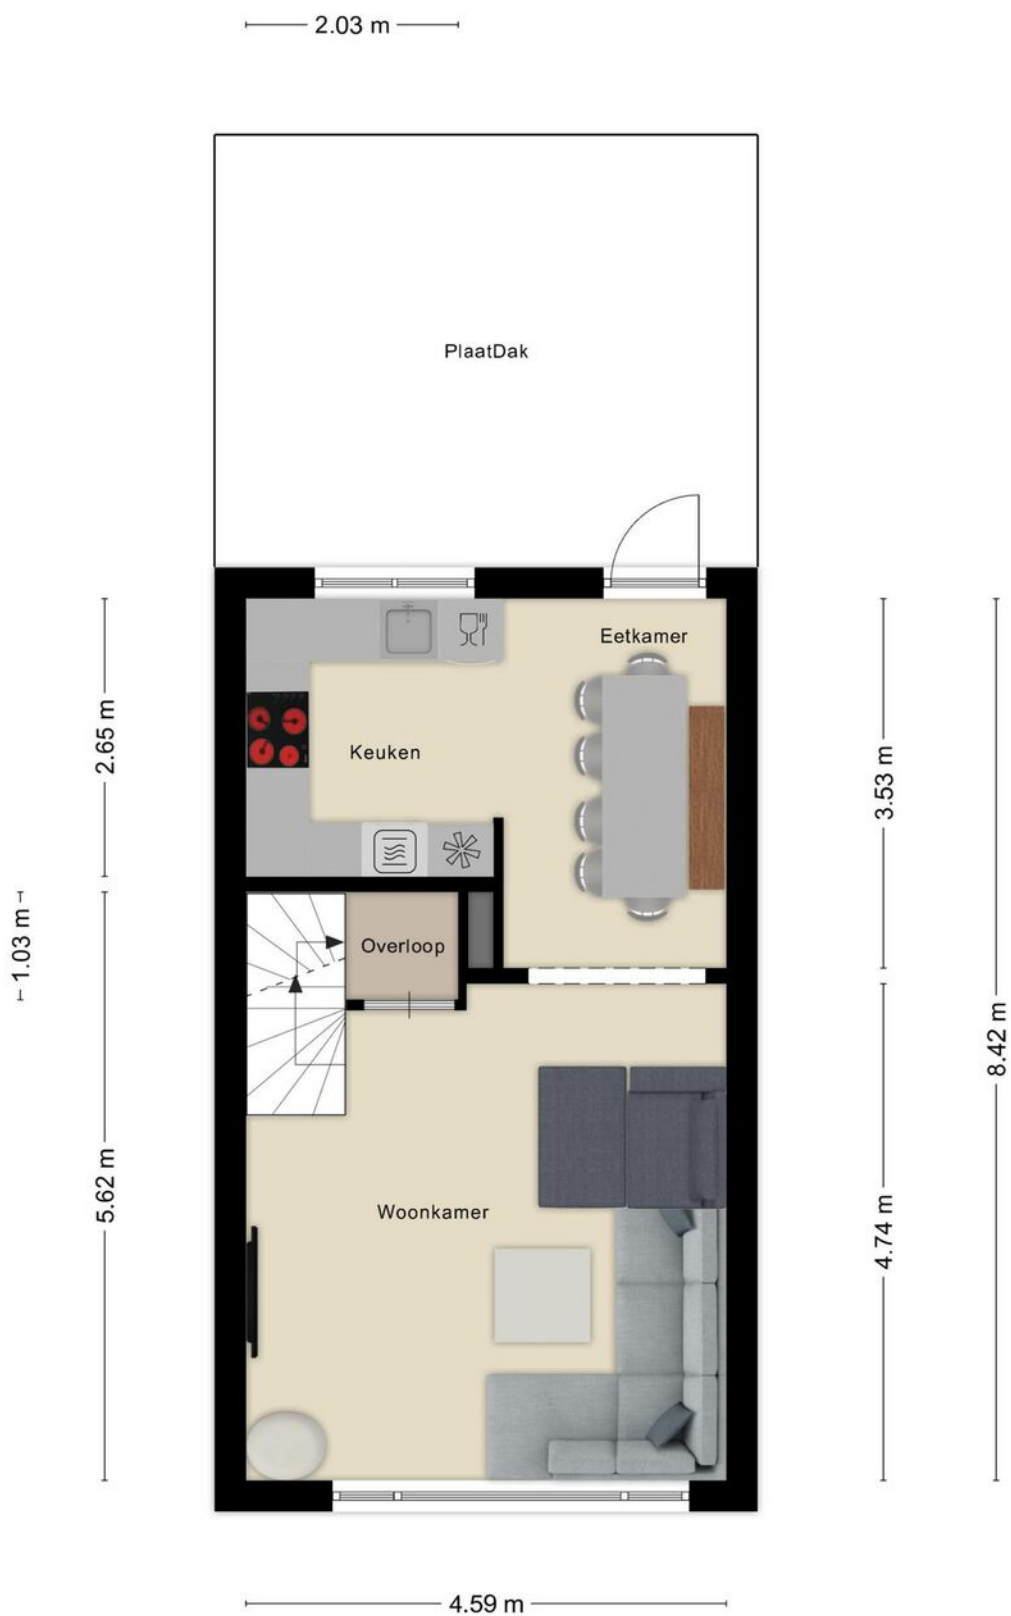 2.03 m
PlaatDak
Eetkamer
2.65 m
Keuken
3.53 m
1.03 m
Overloop
8.42 m
5.62 m
Woonkamer
4.74 m
4.59 m